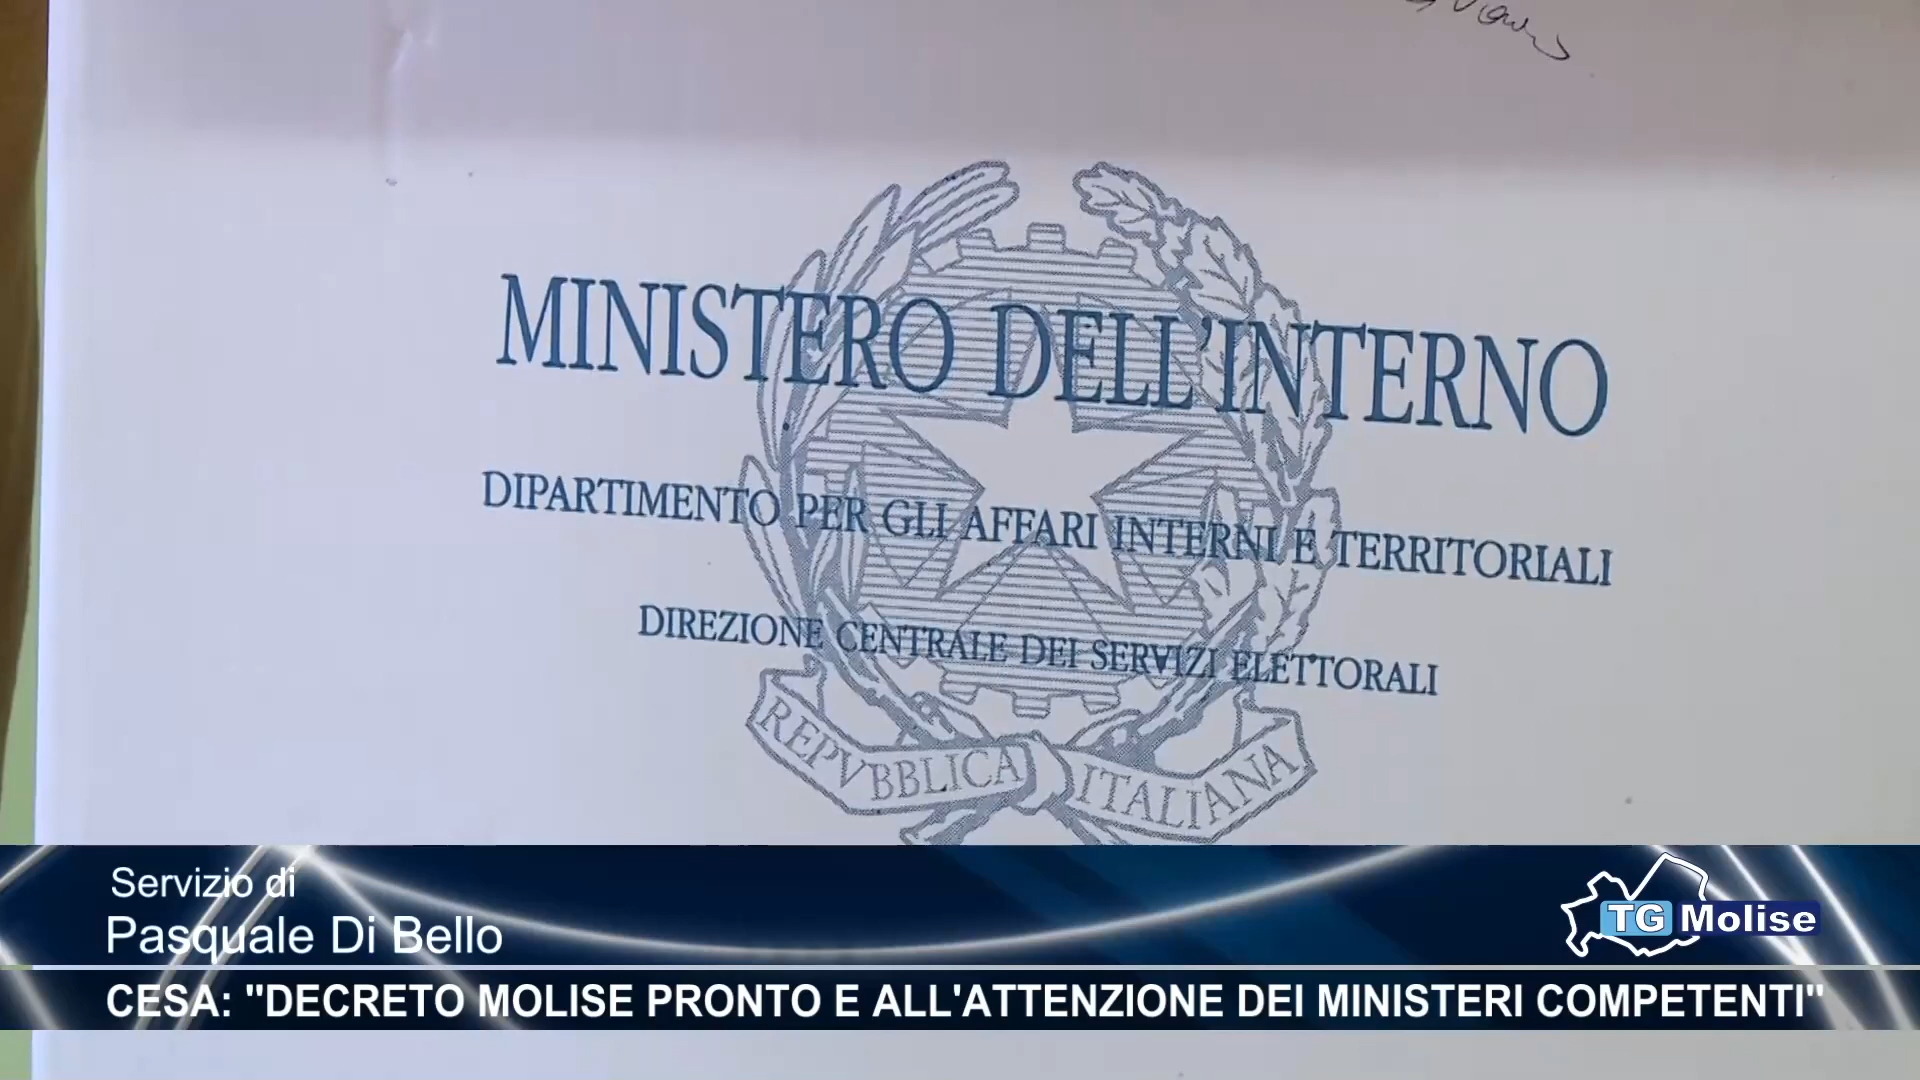 MINISTERO DELL'INTERNO
DIPARTIMENTO PER GLI AFFARI INTERNI E TERRITORIALI
DIREZIONE CENTRALE DEI SERVIZI ELETTORALI
REPVBBLICA ITALIANA
Servizio di
Pasquale Di Bello
TG Molise
CESA: "DECRETO MOLISE PRONTO E ALL'ATTENZIONE DEI MINISTERI COMPETENTI"